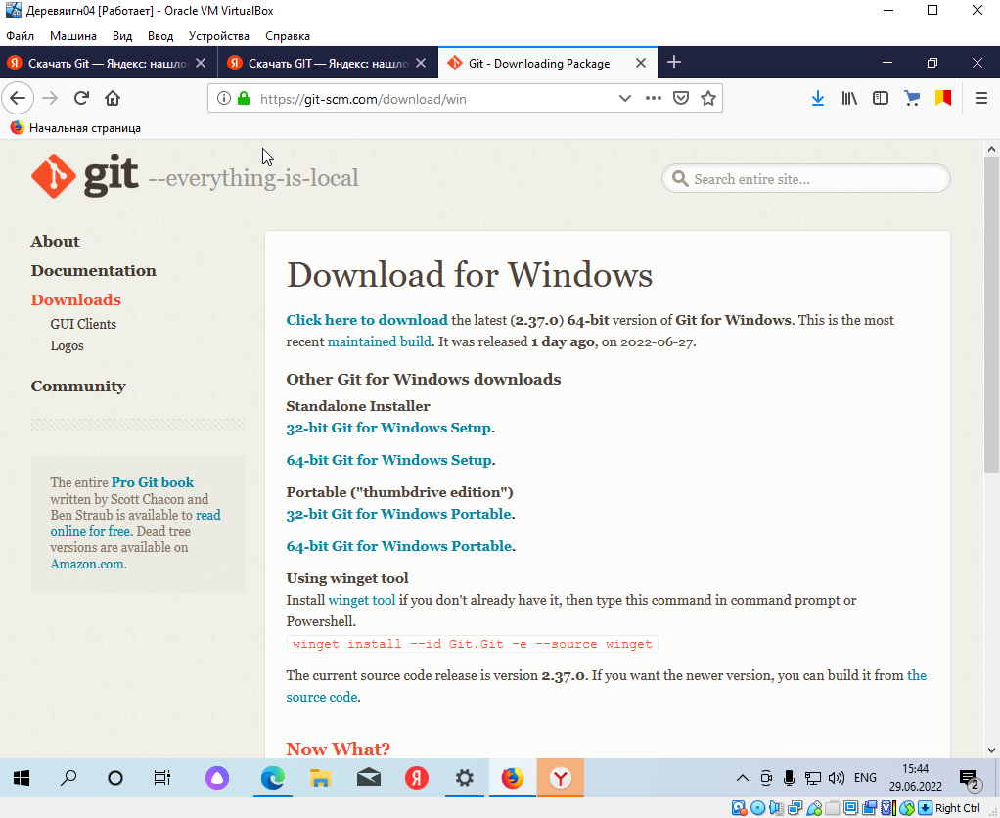 Деревяигн04 [Работает] - Oracle VM VirtualBox
Файл Машина Вид Ввод Устройства Справка
Скачать Git — Яндекс: нашло Скачать GIT — Яндекс: нашло Git - Downloading Package
https://git-scm.com/download/win
Начальная страница
git --everything-is-local
Search entire site...
About
Documentation
Downloads
GUI Clients
Logos
Community
The entire Pro Git book
written by Scott Chacon and
Ben Straub is available to read
online for free. Dead tree
versions are available on
Amazon.com.
Download for Windows
Click here to download the latest (2.37.0) 64-bit version of Git for Windows. This is the most
recent maintained build. It was released 1 day ago, on 2022-06-27.
Other Git for Windows downloads
Standalone Installer
32-bit Git for Windows Setup.
64-bit Git for Windows Setup.
Portable ("thumbdrive edition")
32-bit Git for Windows Portable.
64-bit Git for Windows Portable.
Using winget tool
Install winget tool if you don't already have it, then type this command in command prompt or
Powershell.
winget install --id Git.Git -e --source winget
The current source code release is version 2.37.0. If you want the newer version, you can build it from the
source code.
Now What?
ENG
15:44
29.06.2022
2
Right Ctrl